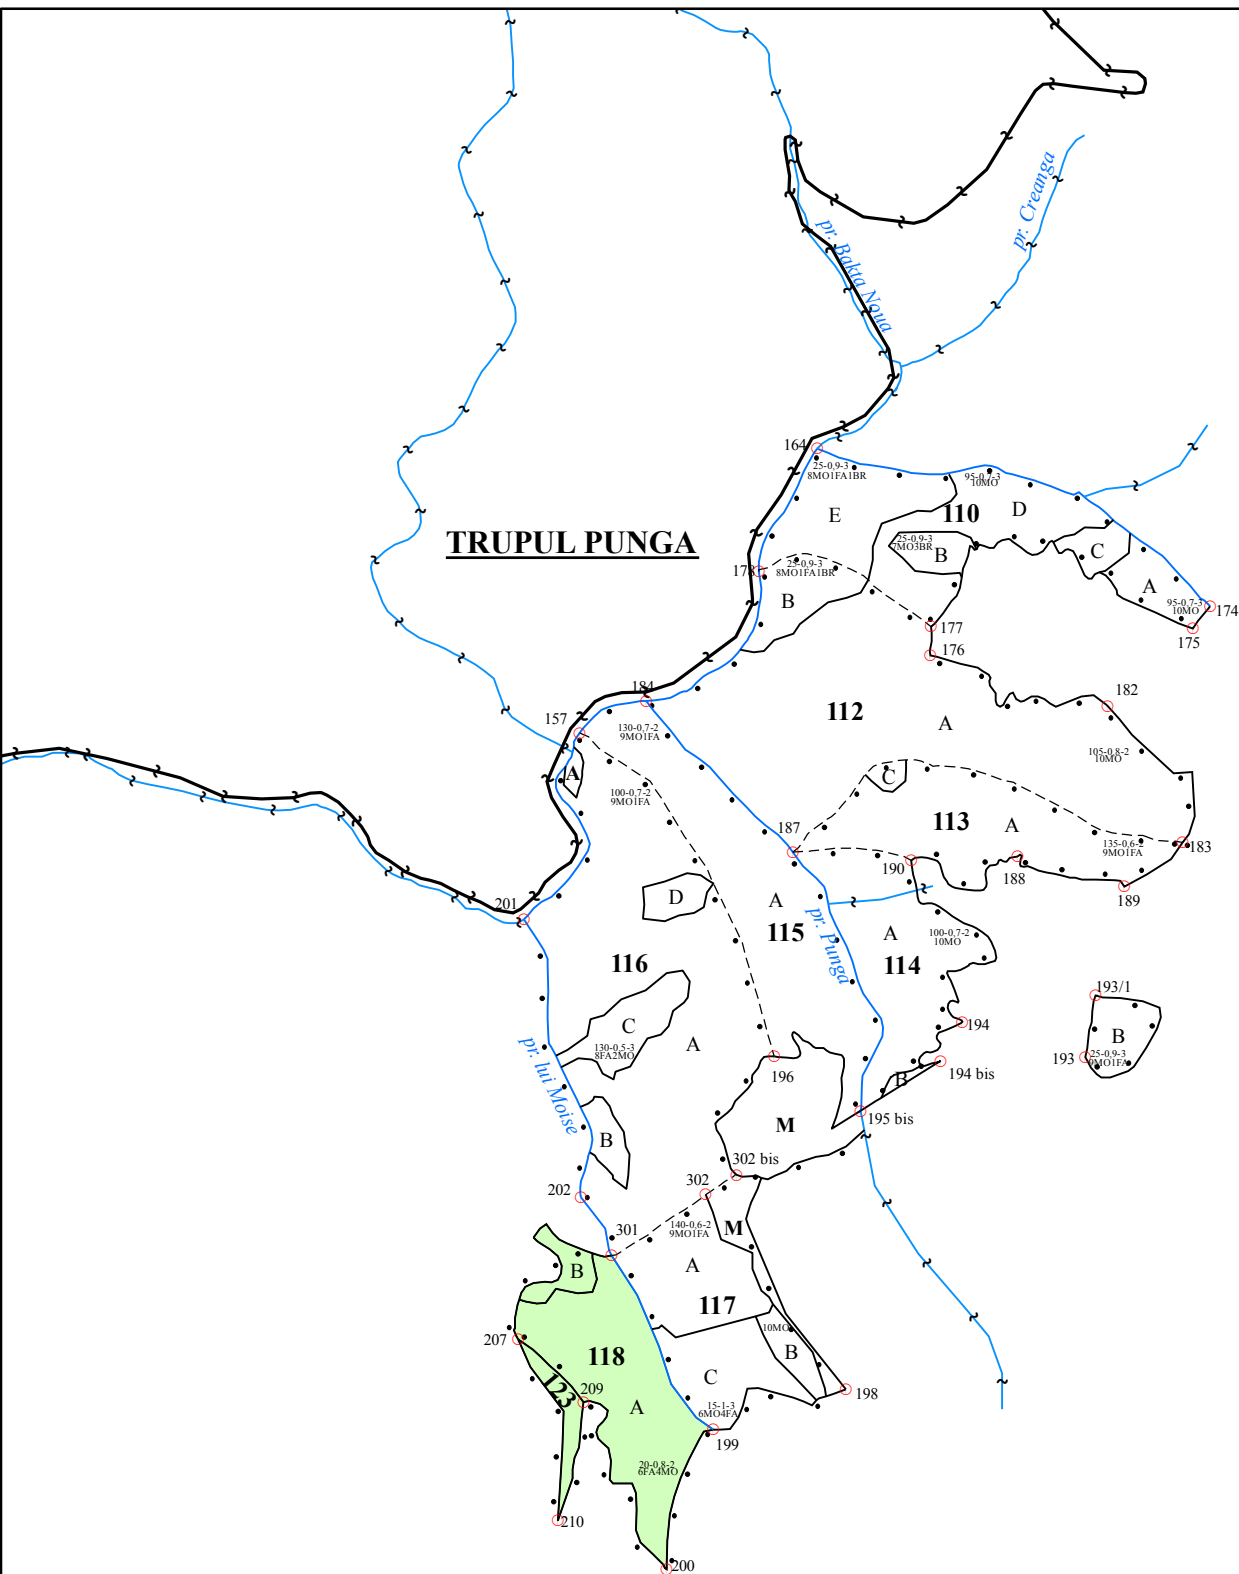 pr. Creanga
pr. Bakta Noua
164
25-0,9-3
8MO1FA1BR
95-0,7-3
10MO
E
110
D
TRUPUL PUNGA
25-0,9-3
7MO3BR
B
C
178
25-0,9-3
8MO1FA1BR
B
A
95-0,7-3
10MO
174
177
175
176
184
182
157
112
A
130-0,7-2
9MO1FA
105-0,8-2
10MO
A
C
100-0,7-2
9MO1FA
187
113
A
135-0,6-2
9MO1FA
183
190
188
189
D
A
201
115
pr. Punga
A
100-0,7-2
10MO
116
114
193/1
C
130-0,5-3
8FA2MO
A
194
B
193
25-0,9-3
9MO1FA
196
194 bis
B
pr. lui Moise
195 bis
M
B
302 bis
202
302
301
140-0,6-2
9MO1FA
M
A
B
117
207
10MO
118
B
123
209
C
198
A
15-1-3
6MO4FA
199
20-0,8-2
6FA4MO
210
200